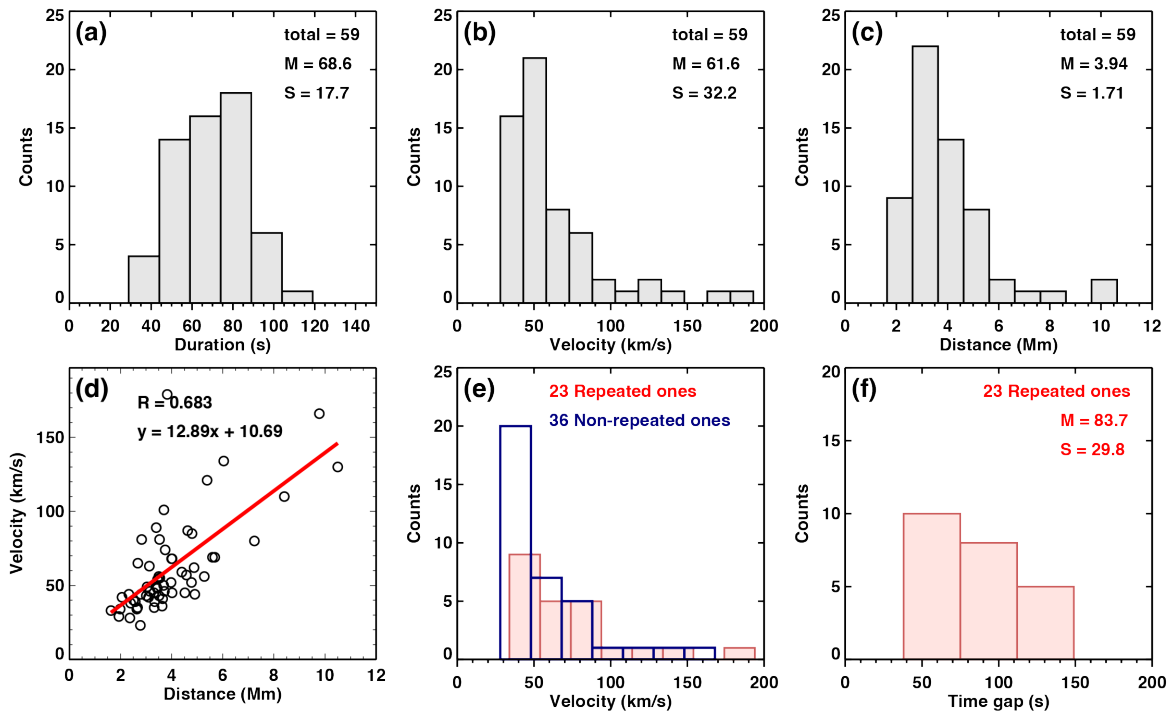 (a)
total = 59
M = 68.6
S = 17.7
Counts
25
20
15
10
5
0
0 20 40 60 80 100 120 140
Duration (s)
(b)
total = 59
M = 61.6
S = 32.2
Counts
25
20
15
10
5
0
0 50 100 150 200
Velocity (km/s)
(c)
total = 59
M = 3.94
S = 1.71
Counts
25
20
15
10
5
0
0 2 4 6 8 10 12
Distance (Mm)
(d)
R = 0.683
y = 12.89x + 10.69
Velocity (km/s)
150
100
50
0
0 2 4 6 8 10 12
Distance (Mm)
(e)
23 Repeated ones
36 Non-repeated ones
Counts
25
20
15
10
5
0
0 50 100 150 200
Velocity (km/s)
(f)
23 Repeated ones
M = 83.7
S = 29.8
Counts
20
15
10
5
0
0 50 100 150 200
Time gap (s)